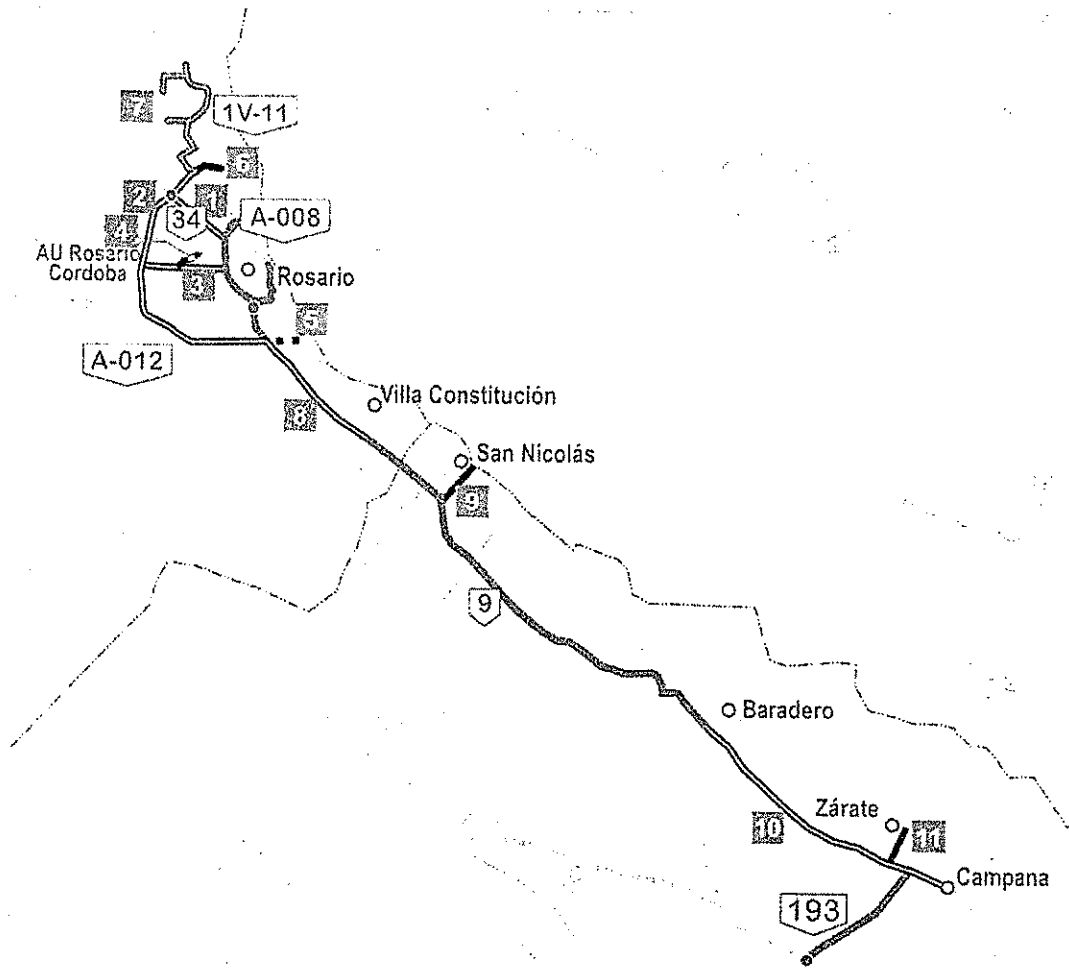 7
1V-11
6
2
1
34
A-008
4
AU Rosario
Cordoba
3
Rosario
5
A-012
8
Villa Constitución
San Nicolás
9
9
Baradero
Zárate
10
11
Campana
193